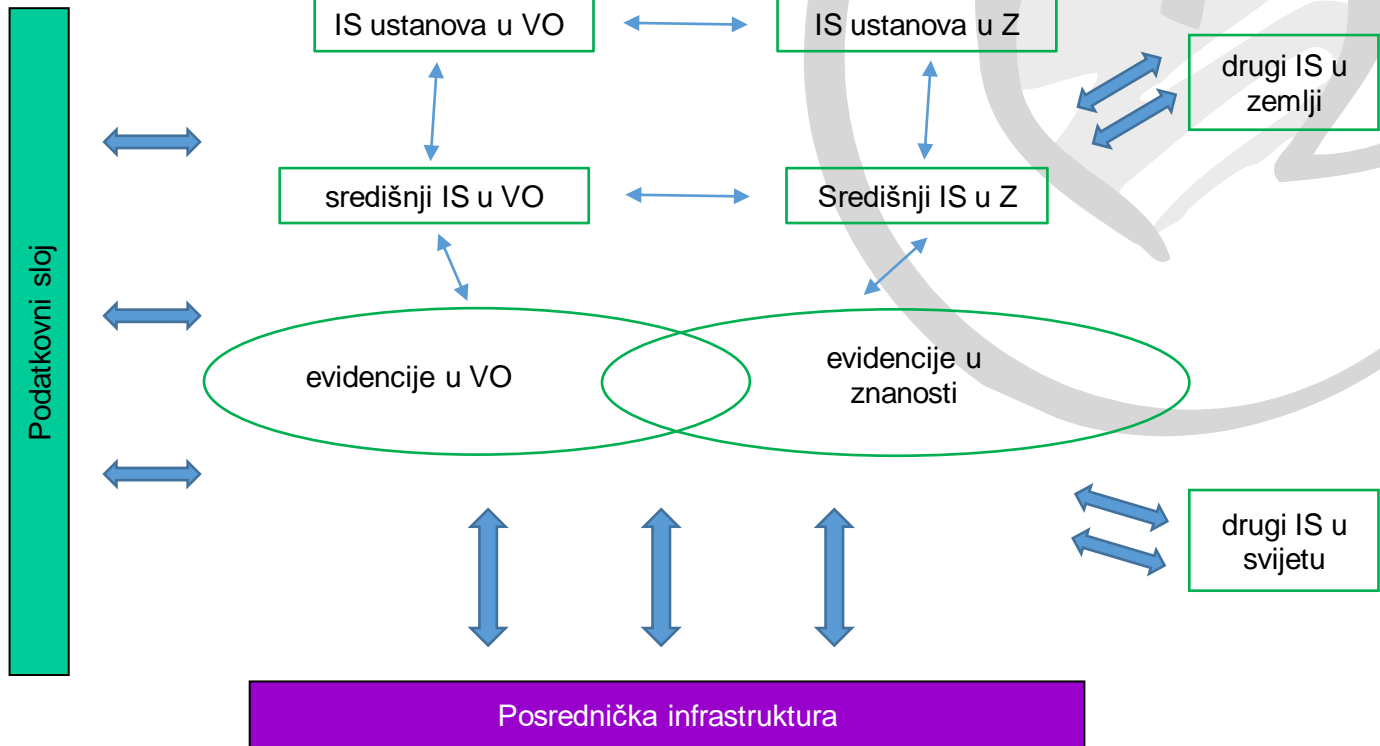 IS ustanova u VO
IS ustanova u Z
drugi IS u
zemlji
središnji IS u VO
Središnji IS u Z
Podatkovni sloj
evidencije u VO
evidencije u
znanosti
drugi IS u
svijetu
Posrednička infrastruktura